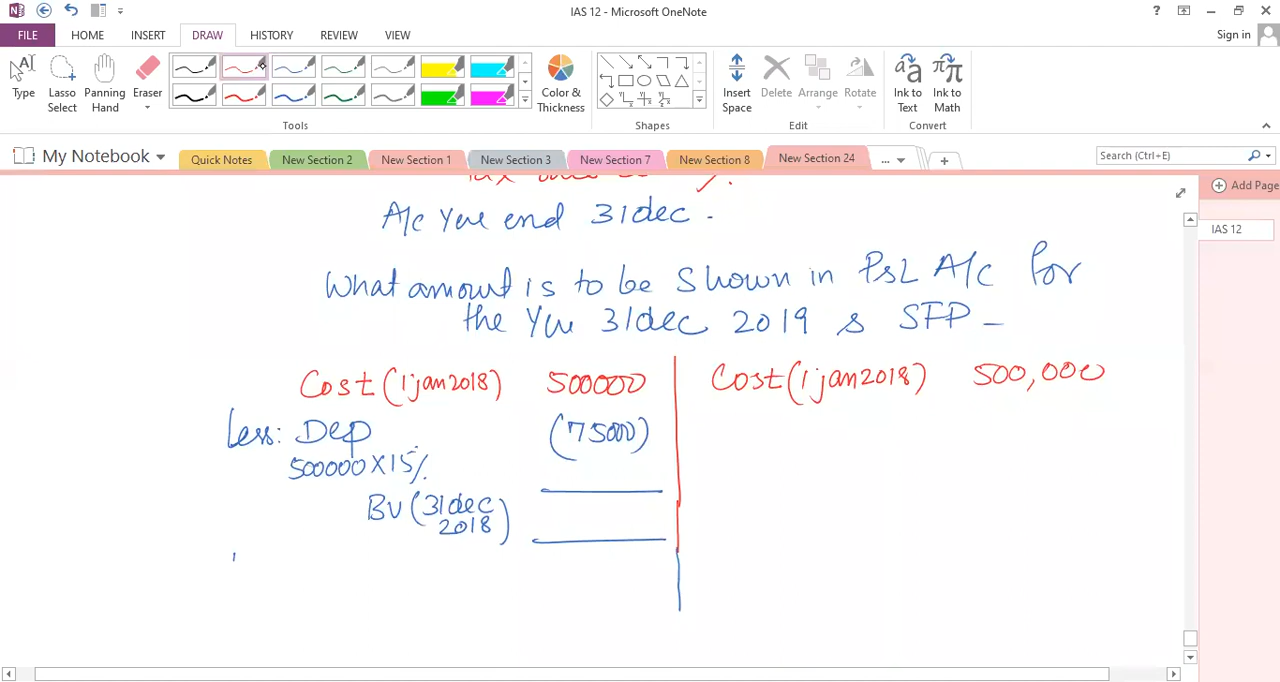 IAS 12 - Microsoft OneNote
FILE HOME INSERT DRAW HISTORY REVIEW VIEW
Sign in
Type
Lasso Select
Panning Hand
Eraser
Color & Thickness
Insert Space
Delete
Arrange
Rotate
Ink to Text
Ink to Math
Tools Shapes Edit Convert
My Notebook Quick Notes New Section 2 New Section 1 New Section 3 New Section 7 New Section 8 New Section 24 ...
Search (Ctrl+E)
Add Page
IAS 12
A/c Yre end 31dec.
What amount is to be Shown in P&L A/c For
the Yre 31dec 2019 & SFP -
Cost (1jan2018) 500000
Less: Dep (75000)
500000 X 15%
BV (31dec
2018)
Cost (1jan2018) 500,000